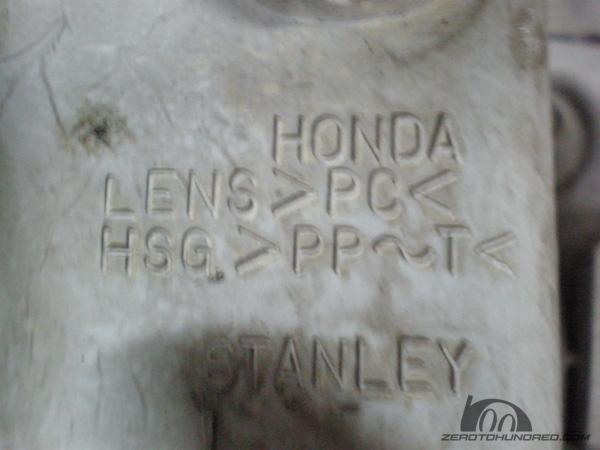 HONDA
LENS>PC<
HSG.>PP~T<
STANLEY
ZEROTOHUNDRED.COM